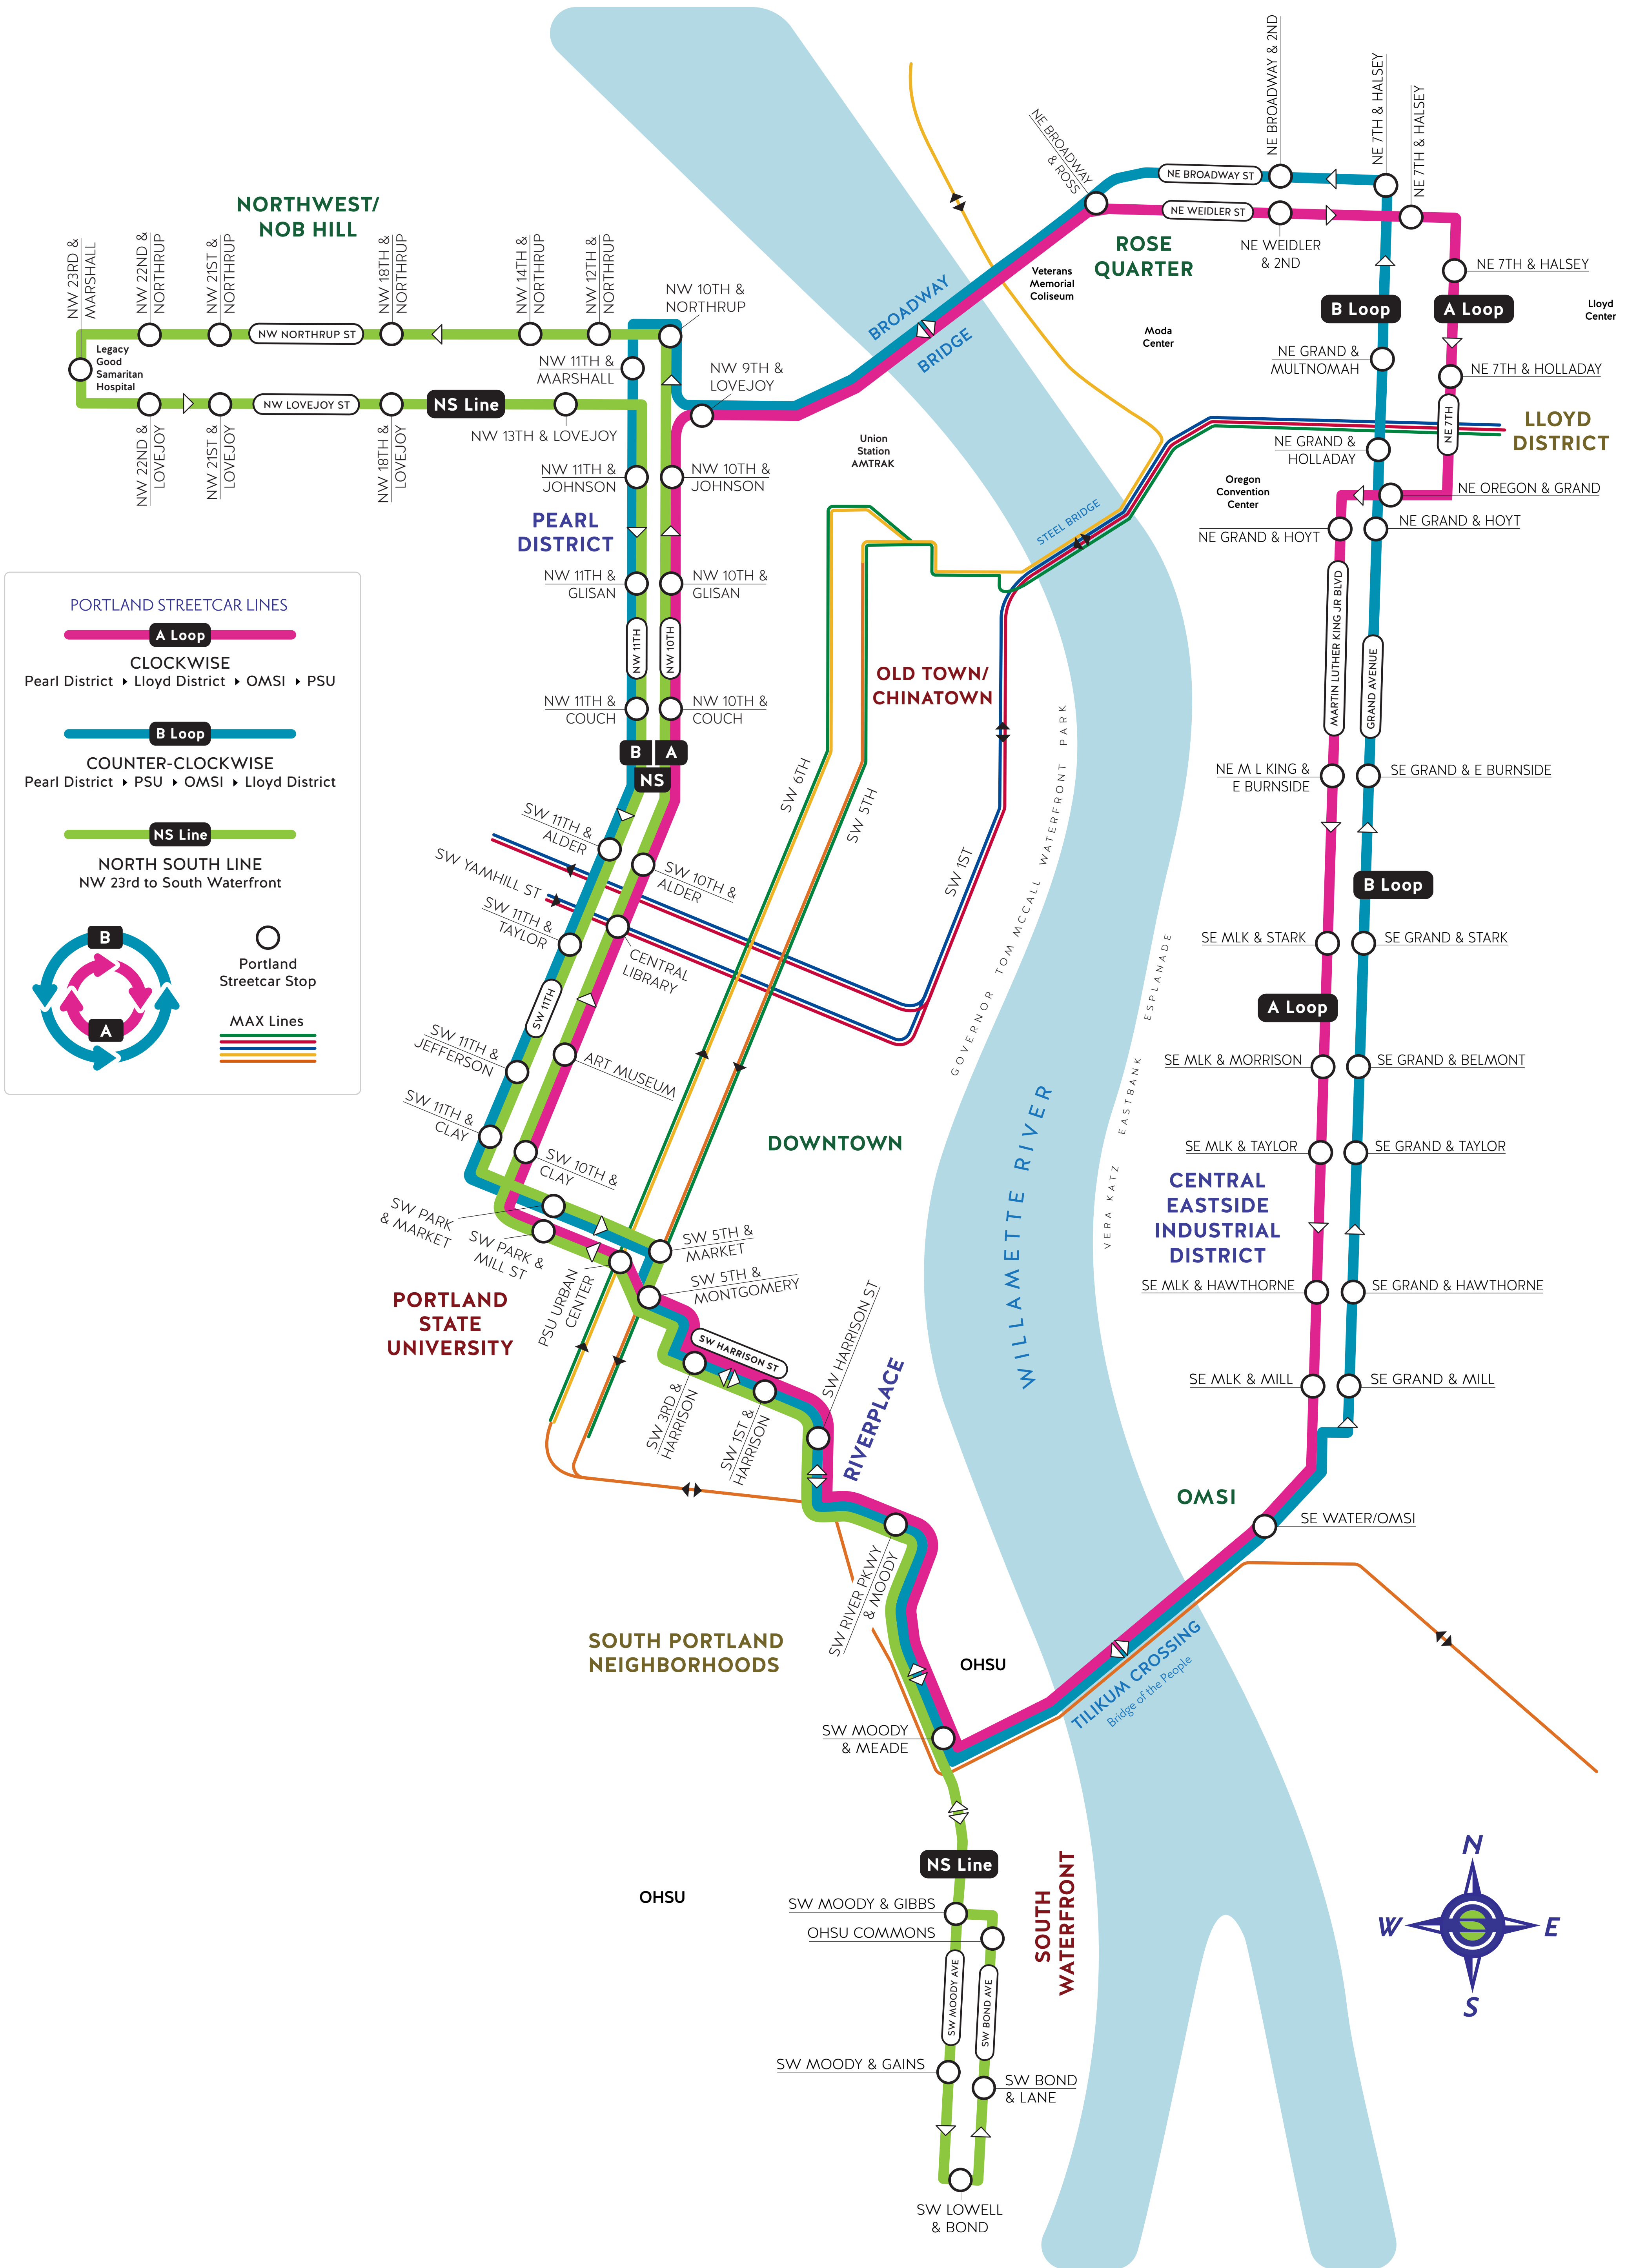 NE BROADWAY & 2ND
NE 7TH & HALSEY
NE 7TH & HALSEY
NE BROADWAY
& ROSS
NE BROADWAY ST
NE WEIDLER ST
NORTHWEST/
NOB HILL
ROSE
QUARTER
NE WEIDLER
& 2ND
NE 7TH & HALSEY
NW 23RD &
MARSHALL
NW 22ND &
NORTHRUP
NW 21ST &
NORTHRUP
NW 18TH &
NORTHRUP
NW 14TH &
NORTHRUP
NW 12TH &
NORTHRUP
NW 10TH &
NORTHRUP
Veterans
Memorial
Coliseum
BROADWAY
BRIDGE
B Loop
A Loop
Lloyd
Center
Moda
Center
NW NORTHRUP ST
Legacy
Good
Samaritan
Hospital
NW 11TH &
MARSHALL
NW 9TH &
LOVEJOY
NE GRAND &
MULTNOMAH
NE 7TH & HOLLADAY
NW LOVEJOY ST
NS Line
NW 13TH & LOVEJOY
NW 22ND &
LOVEJOY
NW 21ST &
LOVEJOY
NW 18TH &
LOVEJOY
Union
Station
AMTRAK
NE 7TH
LLOYD
DISTRICT
NE GRAND &
HOLLADAY
NW 11TH &
JOHNSON
NW 10TH &
JOHNSON
Oregon
Convention
Center
NE OREGON & GRAND
PEARL
DISTRICT
STEEL BRIDGE
NE GRAND & HOYT
NE GRAND & HOYT
NW 11TH &
GLISAN
NW 10TH &
GLISAN
NW 11TH
NW 10TH
MARTIN LUTHER KING JR BLVD
GRAND AVENUE
OLD TOWN/
CHINATOWN
NW 11TH &
COUCH
NW 10TH &
COUCH
B
A
NS
PORTLAND STREETCAR LINES
A Loop
CLOCKWISE
Pearl District ▸ Lloyd District ▸ OMSI ▸ PSU
B Loop
COUNTER-CLOCKWISE
Pearl District ▸ PSU ▸ OMSI ▸ Lloyd District
NS Line
NORTH SOUTH LINE
NW 23rd to South Waterfront
B
A
Portland
Streetcar Stop
MAX Lines
SW 6TH
SW 5TH
SW 1ST
GOVERNOR TOM MCCALL WATERFRONT PARK
NE M L KING &
E BURNSIDE
SE GRAND & E BURNSIDE
SW 11TH &
ALDER
SW 10TH &
ALDER
SW YAMHILL ST
SW 11TH &
TAYLOR
CENTRAL
LIBRARY
B Loop
SE MLK & STARK
SE GRAND & STARK
VERA KATZ EASTBANK ESPLANADE
SW 11TH
A Loop
SW 11TH &
JEFFERSON
ART MUSEUM
SE MLK & MORRISON
SE GRAND & BELMONT
SW 11TH &
CLAY
SW 10TH &
CLAY
DOWNTOWN
WILLAMETTE RIVER
SE MLK & TAYLOR
SE GRAND & TAYLOR
CENTRAL
EASTSIDE
INDUSTRIAL
DISTRICT
SW PARK
& MARKET
SW PARK &
MILL ST
SW 5TH &
MARKET
SW 5TH &
MONTGOMERY
PSU URBAN
CENTER
PORTLAND
STATE
UNIVERSITY
SE MLK & HAWTHORNE
SE GRAND & HAWTHORNE
SW HARRISON ST
SW HARRISON ST
SW 3RD &
HARRISON
SW 1ST &
HARRISON
RIVERPLACE
SE MLK & MILL
SE GRAND & MILL
OMSI
SE WATER/OMSI
SW RIVER PKWY
& MOODY
SOUTH PORTLAND
NEIGHBORHOODS
OHSU
TILIKUM CROSSING
Bridge of the People
SW MOODY
& MEADE
NS Line
OHSU
SW MOODY & GIBBS
OHSU COMMONS
SOUTH
WATERFRONT
SW MOODY AVE
SW BOND AVE
SW MOODY & GAINS
SW BOND
& LANE
SW LOWELL
& BOND
N
W
E
S